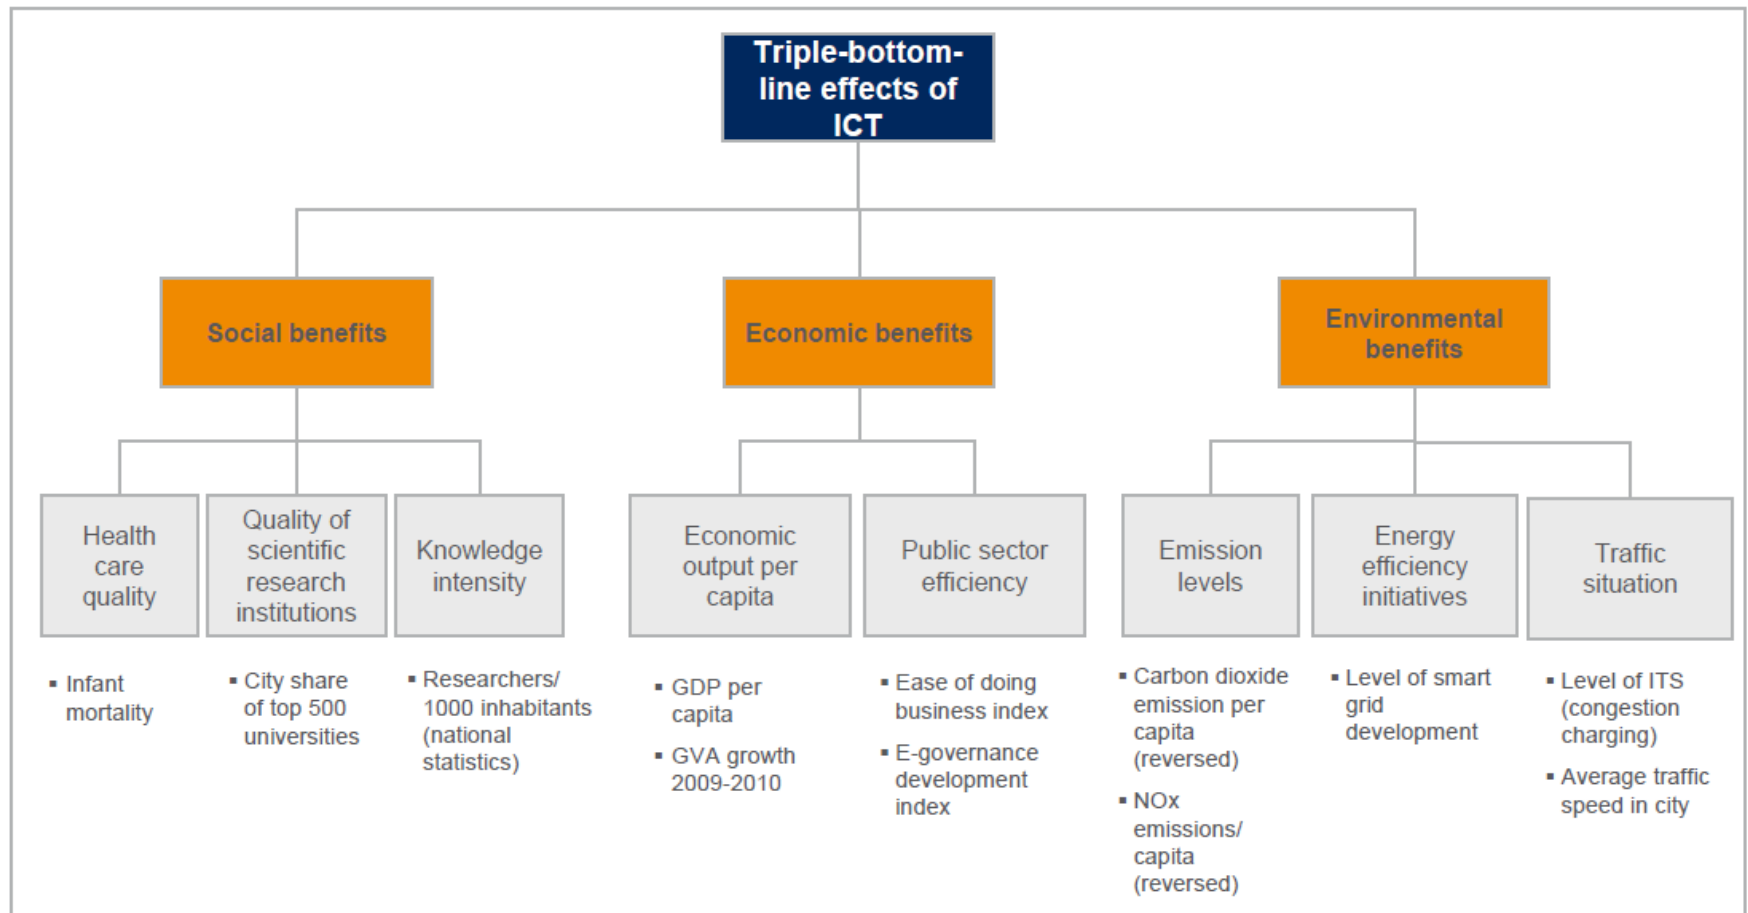 Triple-bottom-
line effects of
ICT
Social benefits
Economic benefits
Environmental
benefits
Health
care
quality
Quality of
scientific
research
institutions
Knowledge
intensity
Economic
output per
capita
Public sector
efficiency
Emission
levels
Energy
efficiency
initiatives
Traffic
situation
▪ Infant
mortality
▪ City share
of top 500
universities
▪ Researchers/
1000 inhabitants
(national
statistics)
▪ GDP per
capita
▪ GVA growth
2009-2010
▪ Ease of doing
business index
▪ E-governance
development
index
▪ Carbon dioxide
emission per
capita
(reversed)
▪ NOx
emissions/
capita
(reversed)
▪ Level of smart
grid
development
▪ Level of ITS
(congestion
charging)
▪ Average traffic
speed in city